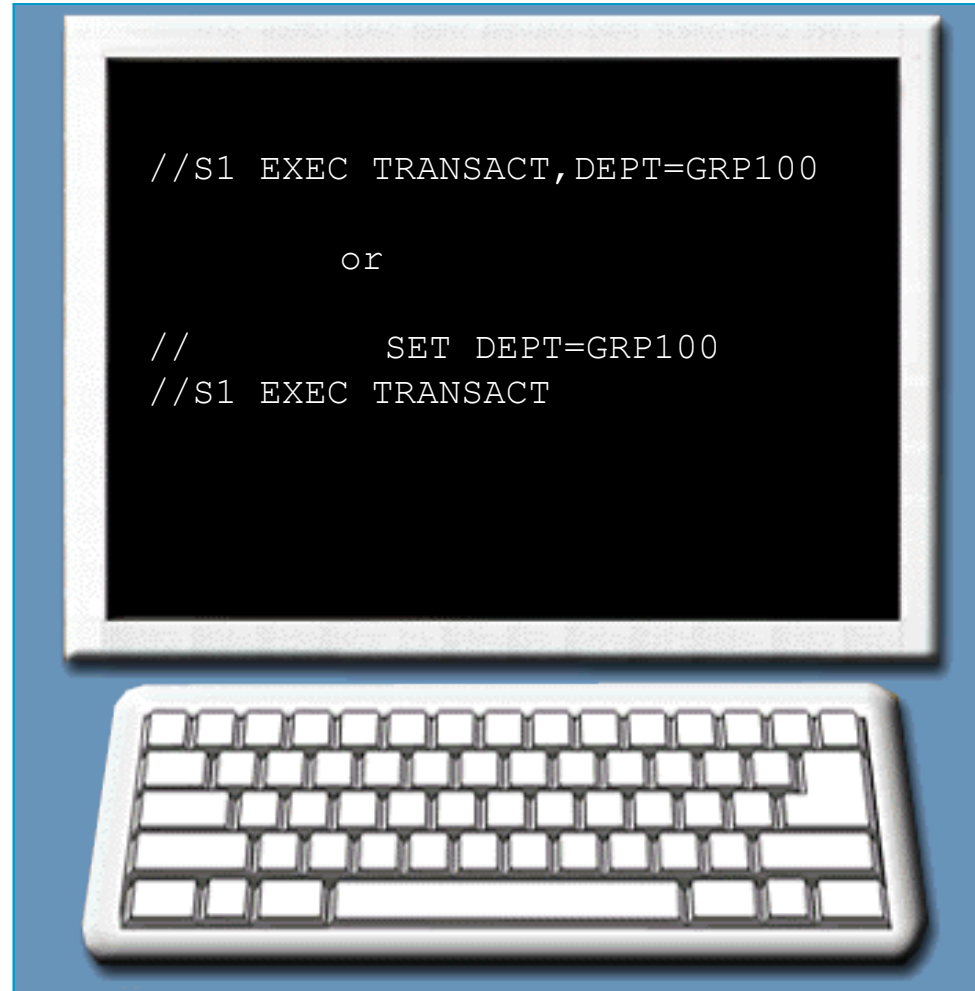 //S1 EXEC TRANSACT,DEPT=GRP100
or
//          SET DEPT=GRP100
//S1 EXEC TRANSACT